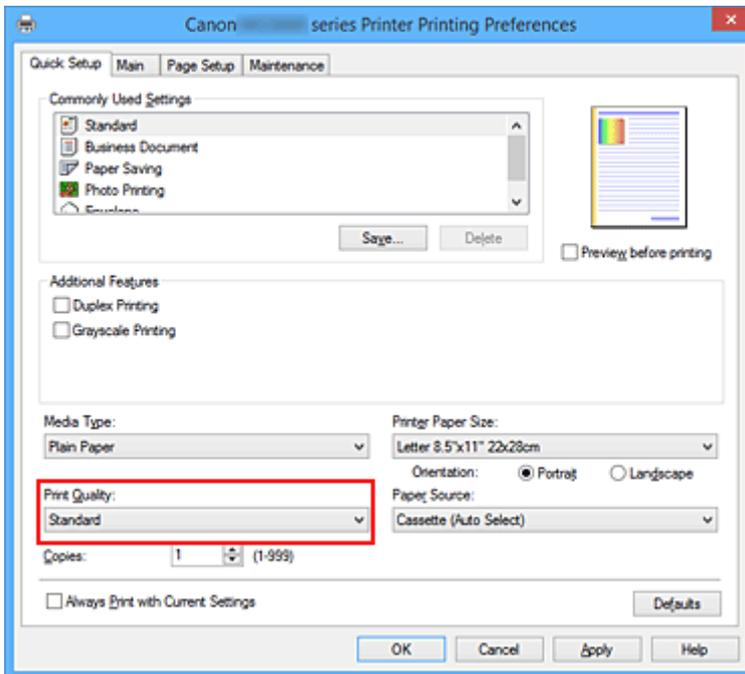 Canon series Printer Printing Preferences
Quick Setup Main Page Setup Maintenance
Commonly Used Settings
Standard
Business Document
Paper Saving
Photo Printing
Envelope
Save... Delete
Preview before printing
Additional Features
Duplex Printing
Grayscale Printing
Media Type: Printer Paper Size:
Plain Paper Letter 8.5"x11" 22x28cm
Orientation: Portrait Landscape
Print Quality: Paper Source:
Standard Cassette (Auto Select)
Copies: 1 (1-999)
Always Print with Current Settings Defaults
OK Cancel Apply Help